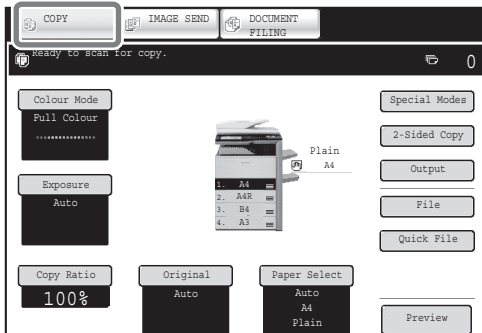 COPY
IMAGE SEND
DOCUMENT
FILING
Ready to scan for copy.
0
Colour Mode
Full Colour
Exposure
Auto
Copy Ratio
100%
Original
Auto
Paper Select
Auto
A4
Plain
Plain
A4
1. A4
2. A4R
3. B4
4. A3
Special Modes
2-Sided Copy
Output
File
Quick File
Preview